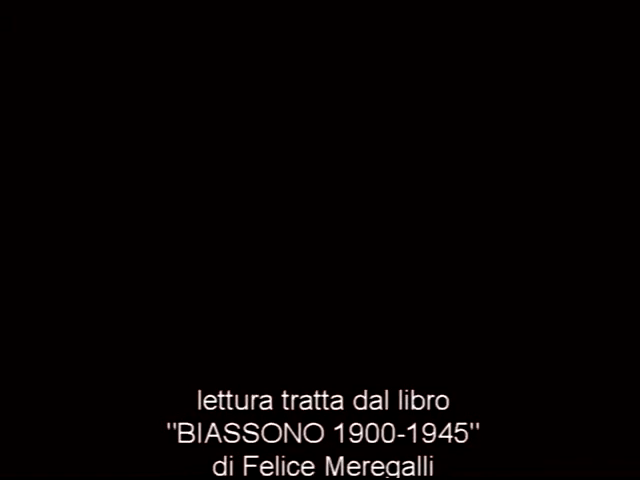 lettura tratta dal libro
"BIASSONO 1900-1945"
di Felice Meregalli